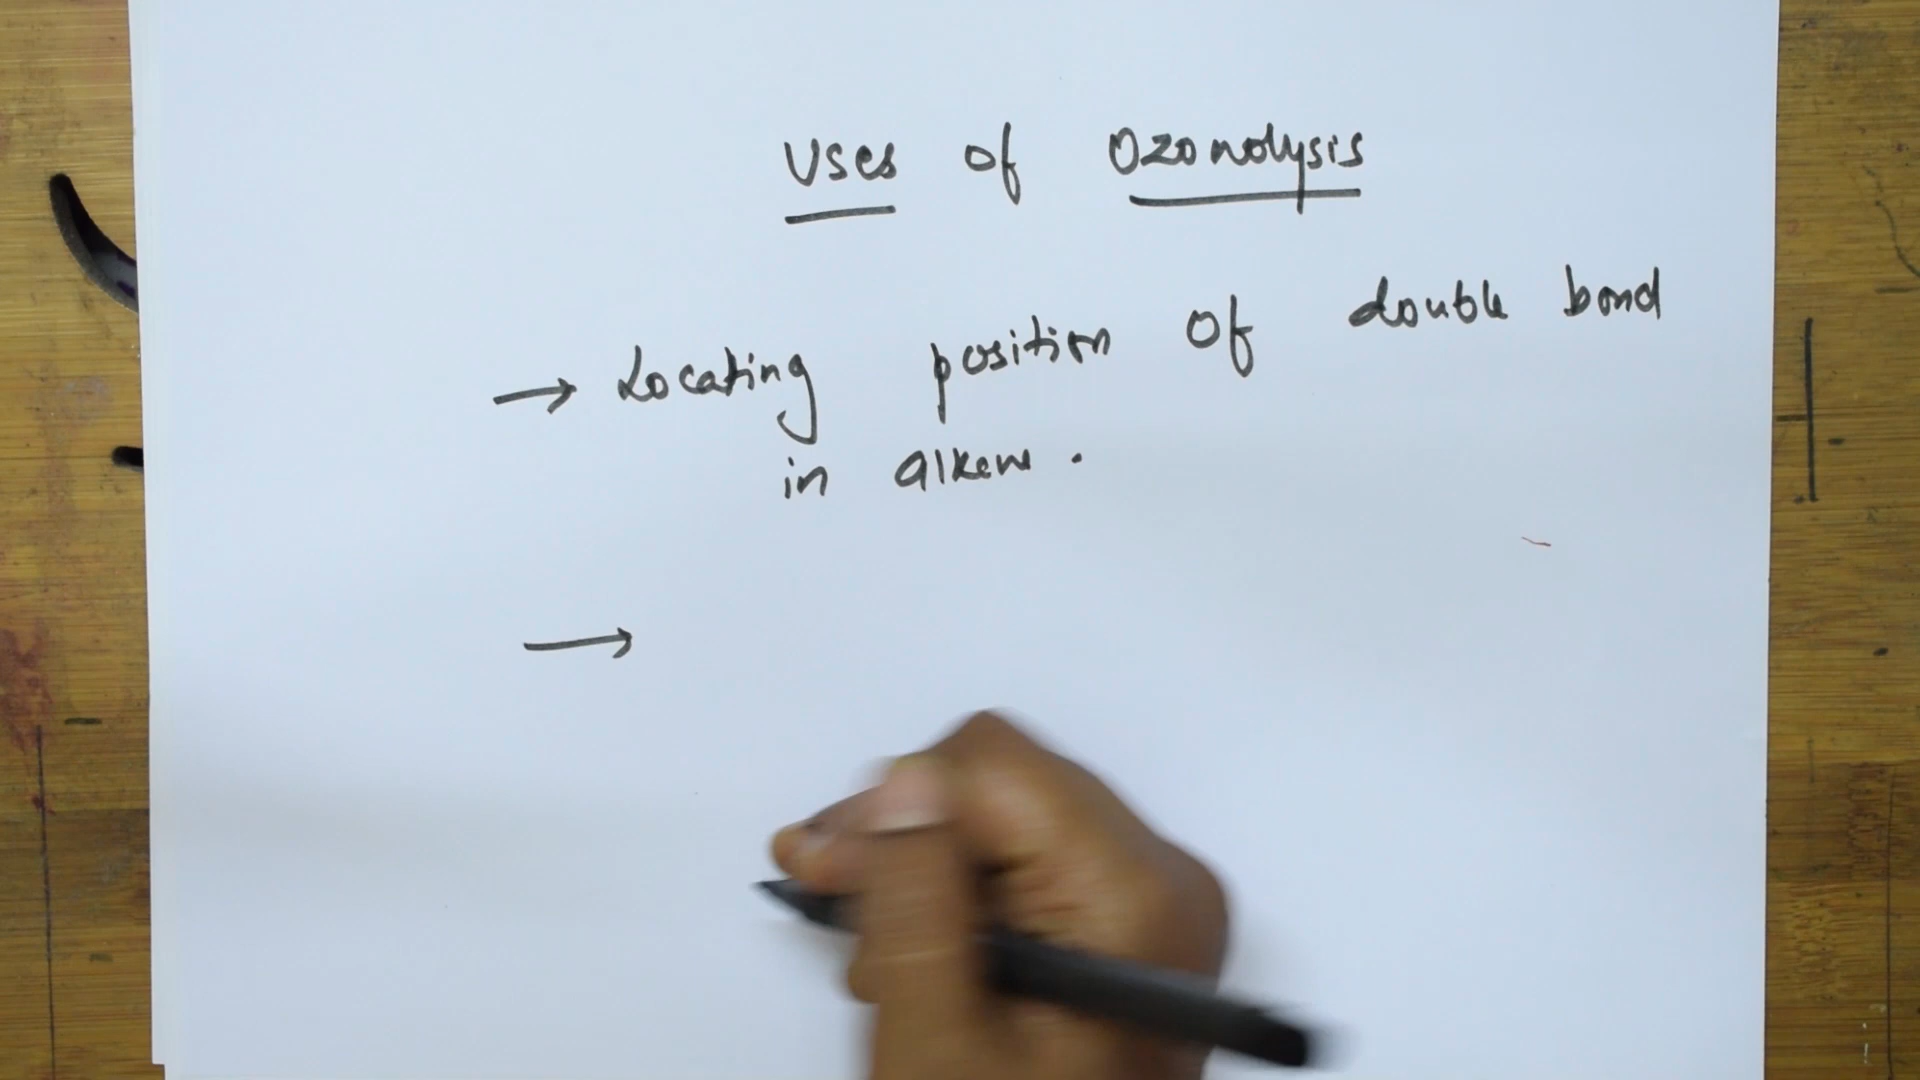 Uses of Ozonolysis
→ Locating position of double bond
in alkene .
→